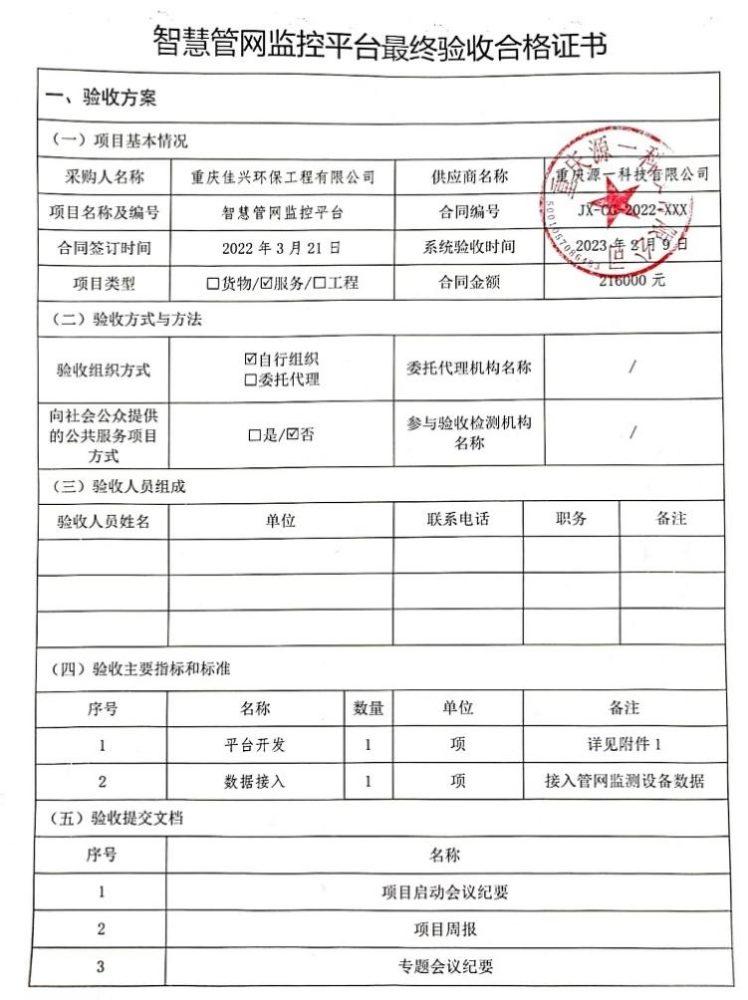 智慧管网监控平台最终验收合格证书
一、验收方案
（一）项目基本情况
采购人名称 重庆佳兴环保工程有限公司 供应商名称 重庆源一科技有限公司
项目名称及编号 智慧管网监控平台 合同编号 JX-CG-2022-XXX
合同签订时间 2022 年 3 月 21 日 系统验收时间 2023 年 2 月 9 日
项目类型 ☐货物/☑服务/☐工程 合同金额 216000 元
（二）验收方式与方法
验收组织方式 ☑自行组织 委托代理机构名称 /
☐委托代理
向社会公众提供 参与验收检测机构
的公共服务项目 ☐是/☑否 名称 /
方式
（三）验收人员组成
验收人员姓名 单位 联系电话 职务 备注
（四）验收主要指标和标准
序号 名称 数量 单位 备注
1 平台开发 1 项 详见附件 1
2 数据接入 1 项 接入管网监测设备数据
（五）验收提交文档
序号 名称
1 项目启动会议纪要
2 项目周报
3 专题会议纪要